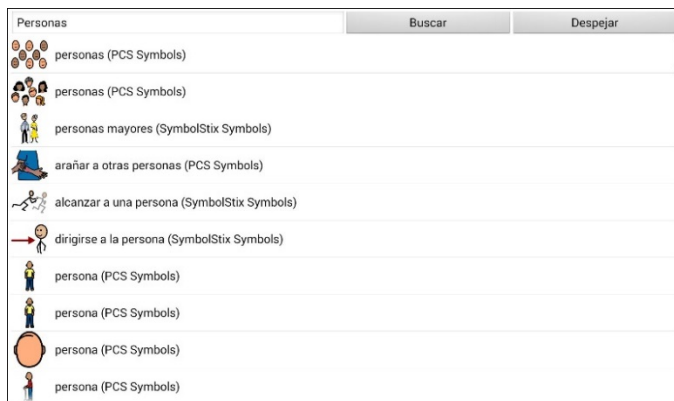 Personas Buscar Despejar
personas (PCS Symbols)
personas (PCS Symbols)
personas mayores (SymbolStix Symbols)
arañar a otras personas (PCS Symbols)
alcanzar a una persona (SymbolStix Symbols)
dirigirse a la persona (SymbolStix Symbols)
persona (PCS Symbols)
persona (PCS Symbols)
persona (PCS Symbols)
persona (PCS Symbols)